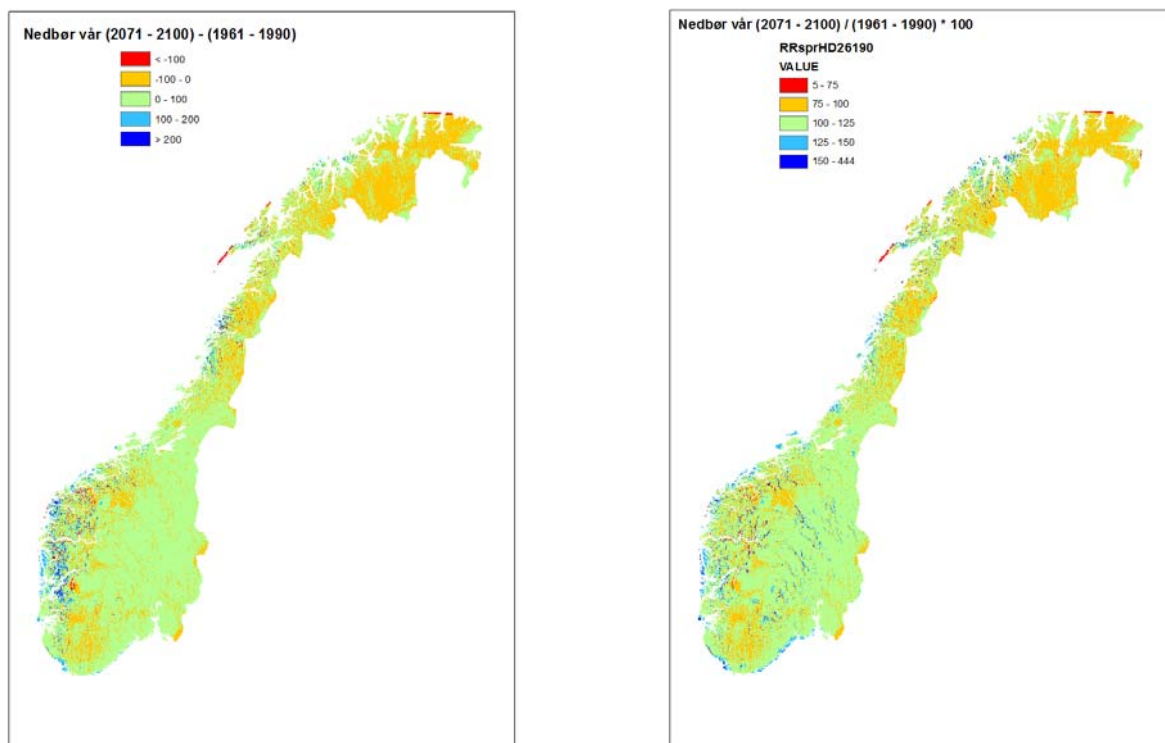 Nedbør vår (2071 - 2100) - (1961 - 1990)
< -100
-100 - 0
0 - 100
100 - 200
> 200
Nedbør vår (2071 - 2100) / (1961 - 1990) * 100
RRsprHD26190
VALUE
5 - 75
75 - 100
100 - 125
125 - 150
150 - 444